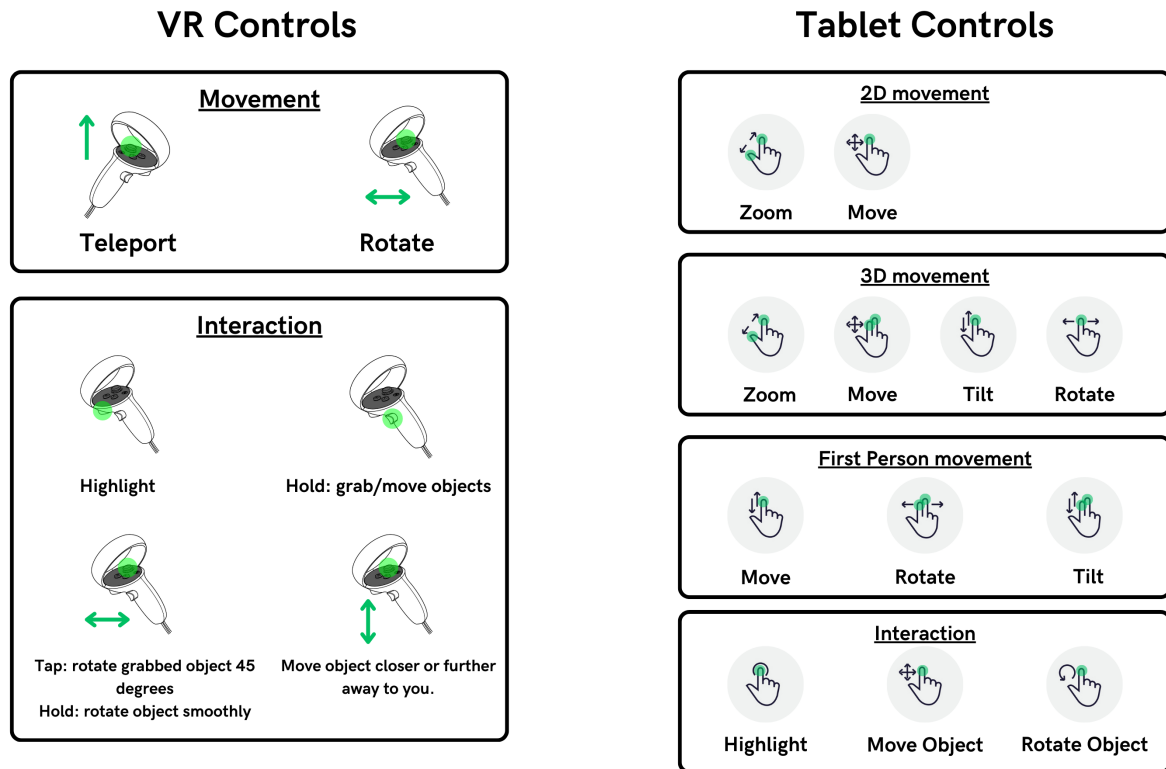 VR Controls
Movement
Teleport
Rotate
Interaction
Highlight
Hold: grab/move objects
Tap: rotate grabbed object 45
degrees
Hold: rotate object smoothly
Move object closer or further
away to you.
Tablet Controls
2D movement
Zoom
Move
3D movement
Zoom
Move
Tilt
Rotate
First Person movement
Move
Rotate
Tilt
Interaction
Highlight
Move Object
Rotate Object